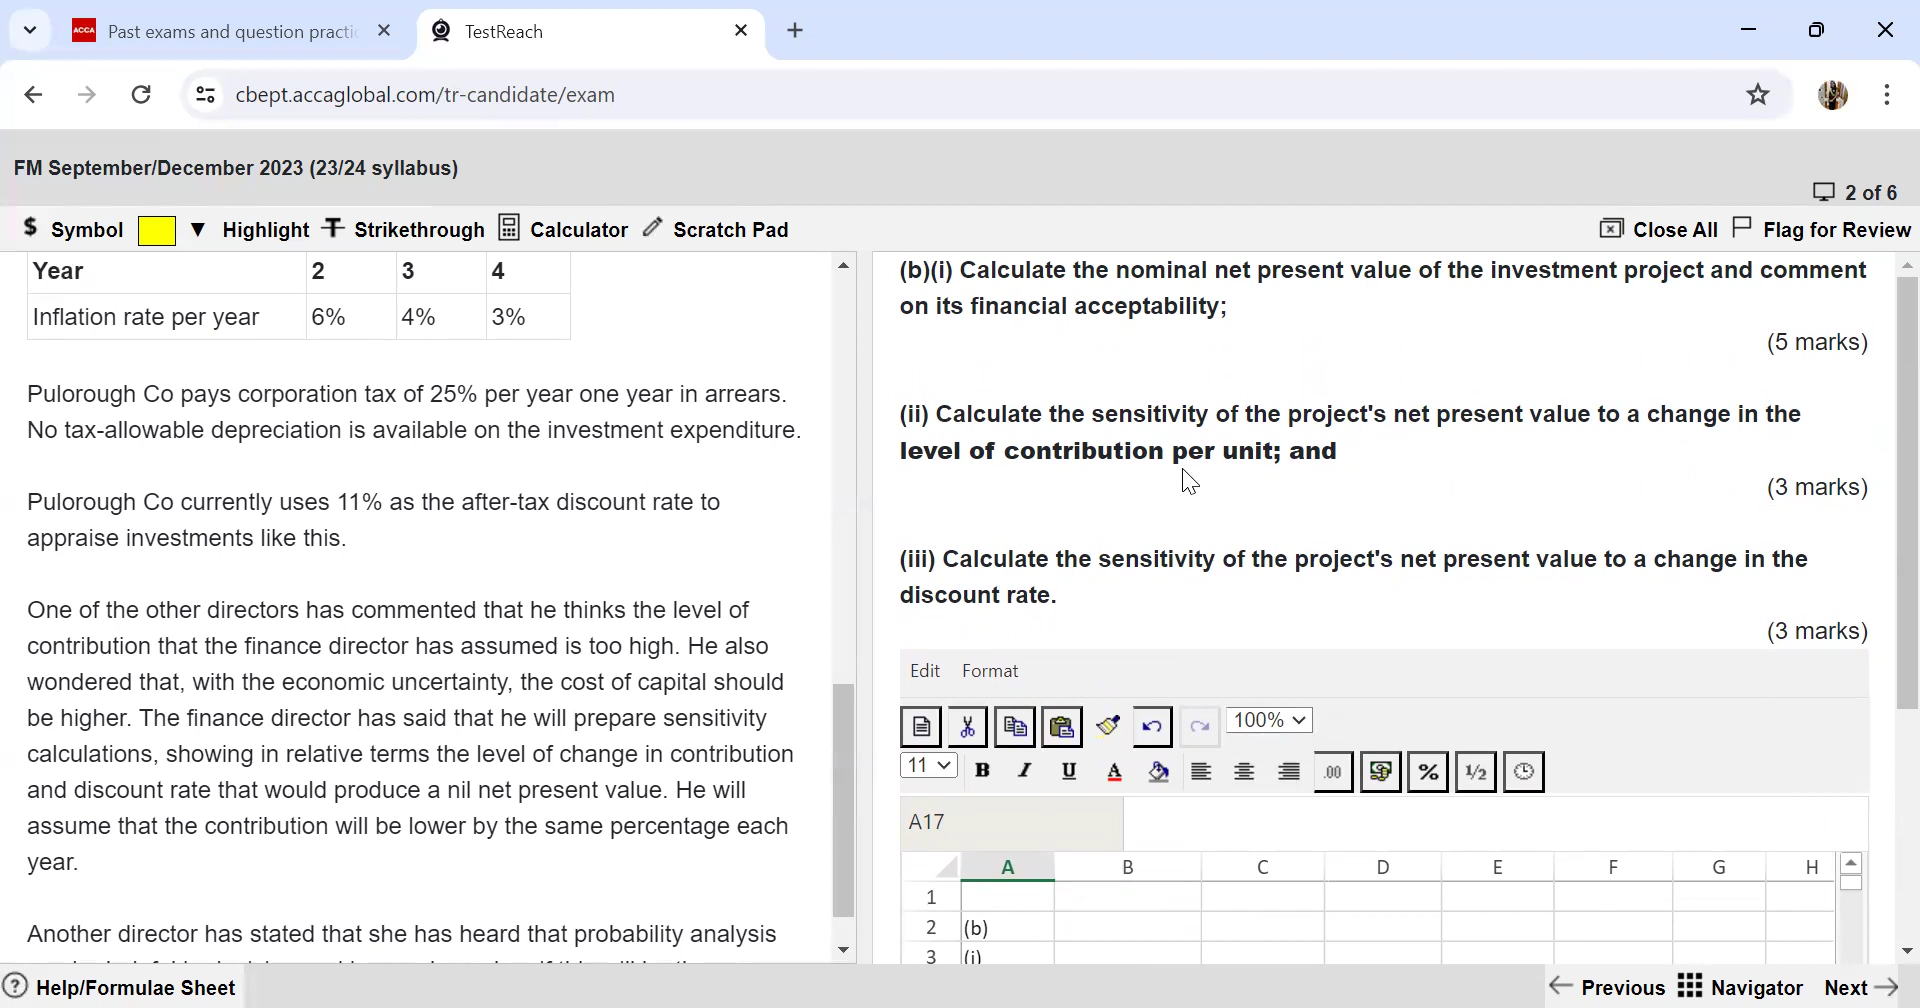 Past exams and question practi
TestReach
cbept.accaglobal.com/tr-candidate/exam
FM September/December 2023 (23/24 syllabus)
2 of 6
$ Symbol ▼ Highlight Strikethrough Calculator Scratch Pad Close All Flag for Review
Year 2 3 4
Inflation rate per year 6% 4% 3%
Pulorough Co pays corporation tax of 25% per year one year in arrears.
No tax-allowable depreciation is available on the investment expenditure.
Pulorough Co currently uses 11% as the after-tax discount rate to
appraise investments like this.
One of the other directors has commented that he thinks the level of
contribution that the finance director has assumed is too high. He also
wondered that, with the economic uncertainty, the cost of capital should
be higher. The finance director has said that he will prepare sensitivity
calculations, showing in relative terms the level of change in contribution
and discount rate that would produce a nil net present value. He will
assume that the contribution will be lower by the same percentage each
year.
Another director has stated that she has heard that probability analysis
(b)(i) Calculate the nominal net present value of the investment project and comment
on its financial acceptability;
(5 marks)
(ii) Calculate the sensitivity of the project's net present value to a change in the
level of contribution per unit; and
(3 marks)
(iii) Calculate the sensitivity of the project's net present value to a change in the
discount rate.
(3 marks)
Edit Format
100%
11 B I U A .00 % 1/2
A17
A B C D E F G H
1
2 (b)
3 (i)
Help/Formulae Sheet
Previous Navigator Next